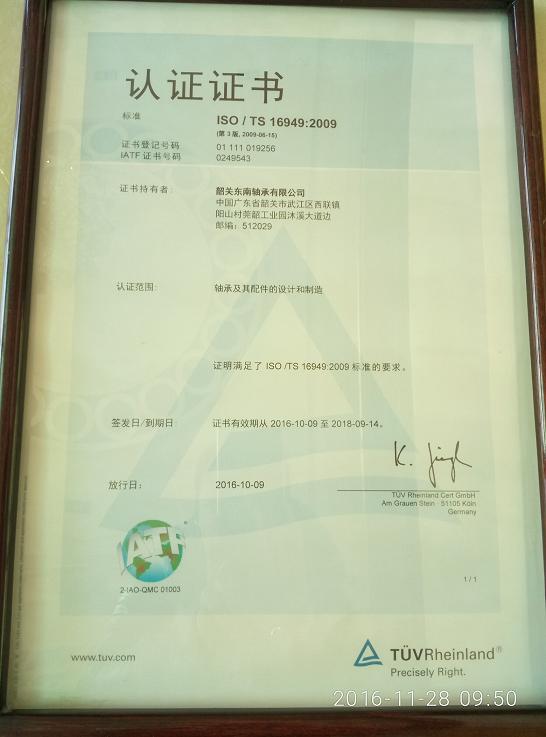 认证证书
标准 ISO / TS 16949:2009
(第 3 版, 2009-06-15)
证书登记号码 01 111 019256
IATF 证书号码 0249543
证书持有者: 韶关东南轴承有限公司
中国广东省韶关市武江区西联镇
阳山村莞韶工业园沐溪大道边
邮编: 512029
认证范围: 轴承及其配件的设计和制造
证明满足了 ISO /TS 16949:2009 标准的要求。
签发日/到期日: 证书有效期从 2016-10-09 至 2018-09-14。
放行日: 2016-10-09
TÜV Rheinland Cert GmbH
Am Grauen Stein · 51105 Köln
Germany
IATF
2-IAO-QMC 01003
1 / 1
www.tuv.com
TÜVRheinland®
Precisely Right.
2016-11-28 09:50